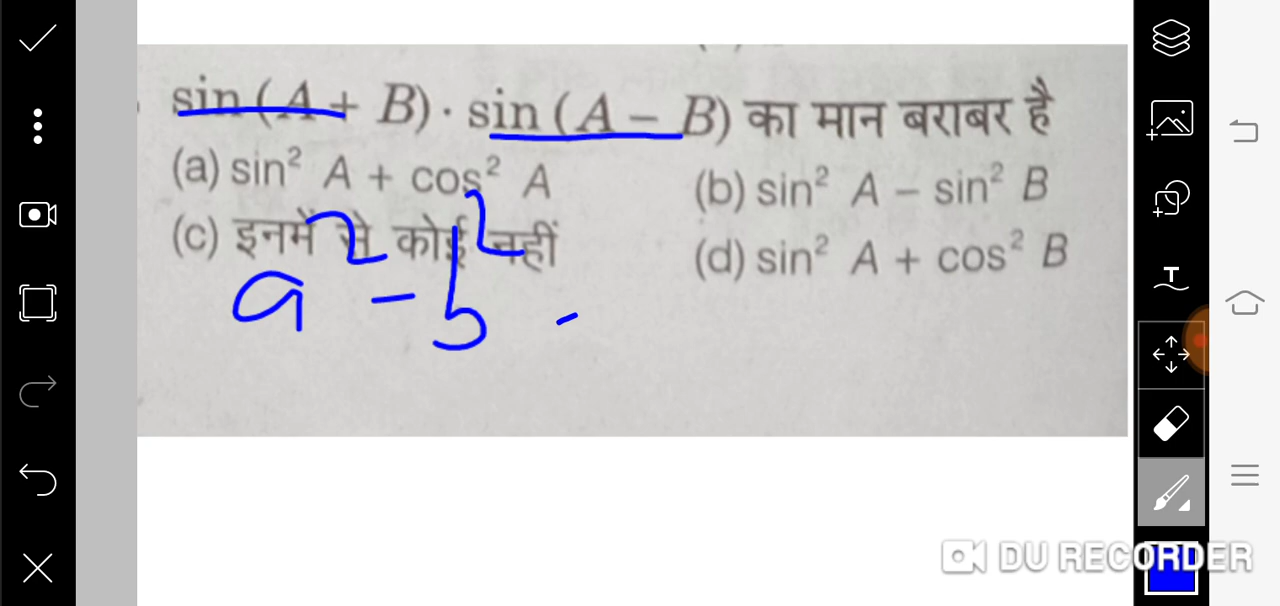 sin (A + B) · sin (A − B) का मान बराबर है
(a) sin² A + cos² A
(b) sin² A − sin² B
(c) इनमें से कोई नहीं
(d) sin² A + cos² B
a² − b²
T
DU RECORDER